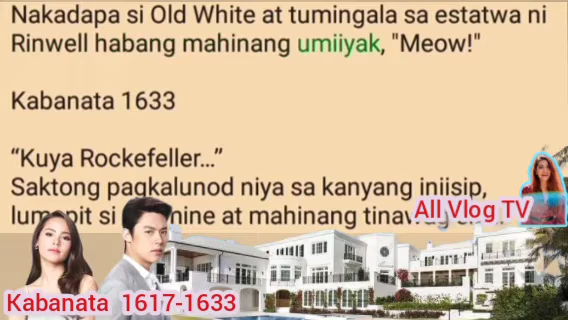 Nakadapa si Old White at tumingala sa estatwa ni
Rinwell habang mahinang umiiyak, "Meow!"
Kabanata 1633
“Kuya Rockefeller…”
Saktong pagkalunod niya sa kanyang iniisip,
si at mahinang
All Vlog TV
Kabanata 1617-1633